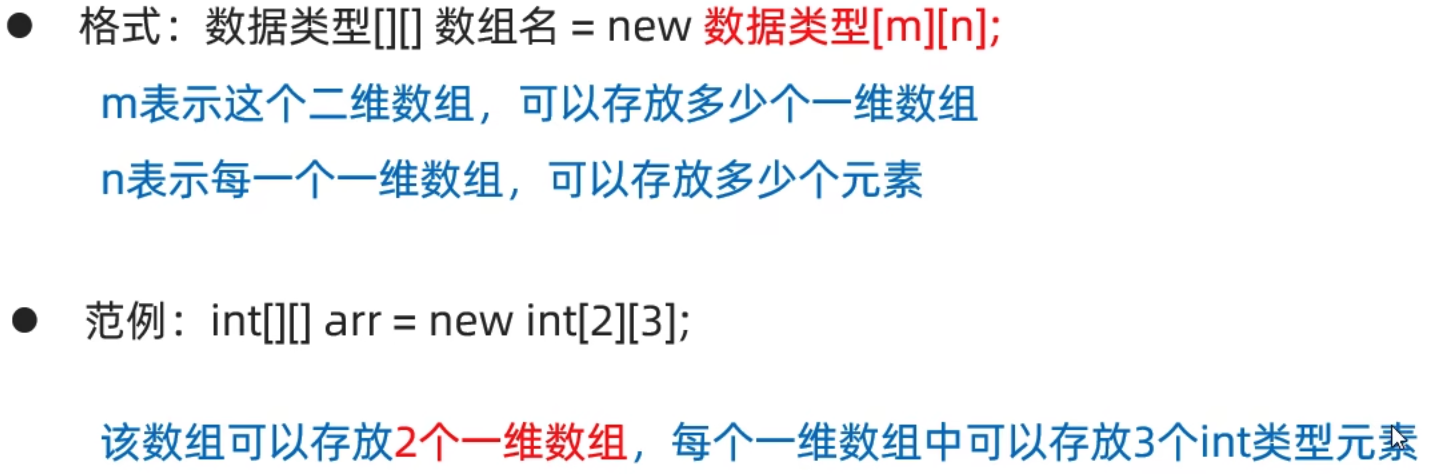 ● 格式：数据类型[][] 数组名 = new 数据类型[m][n];
m表示这个二维数组，可以存放多少个一维数组
n表示每一个一维数组，可以存放多少个元素
● 范例：int[][] arr = new int[2][3];
该数组可以存放2个一维数组，每个一维数组中可以存放3个int类型元素